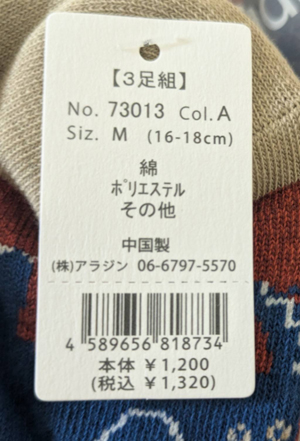 【3足組】
No. 73013 Col.A
Siz. M (16-18cm)
綿
ポリエステル
その他
中国製
(株)アラジン 06-6797-5570
4 589656 818734
本体 ¥1,200
(税込 ¥1,320)